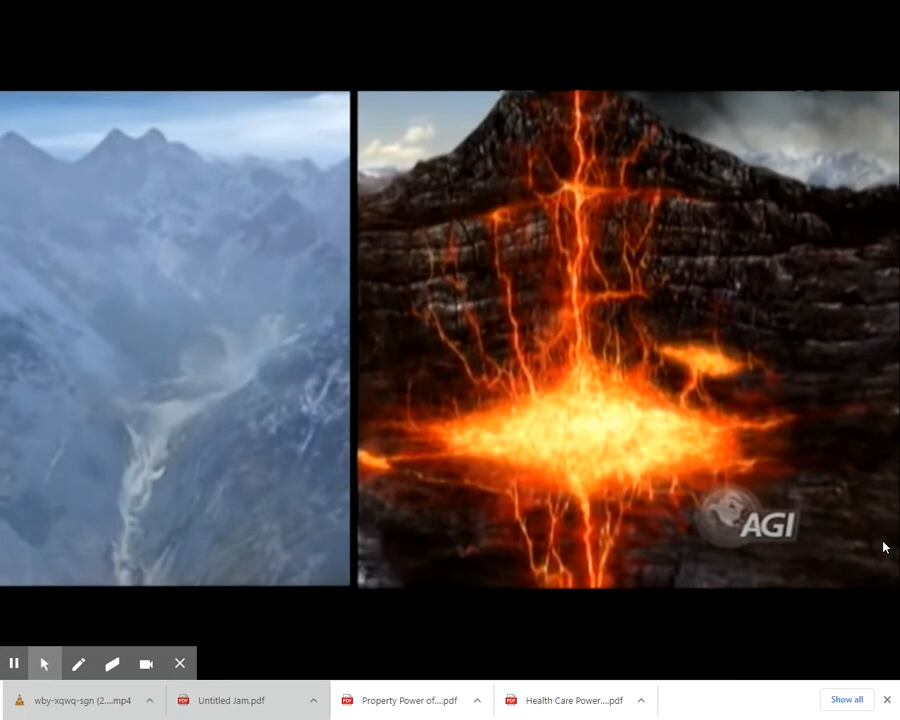 AGI
wby-xqwq-sgn (2....mp4
Untitled Jam.pdf
Property Power of....pdf
Health Care Power....pdf
Show all